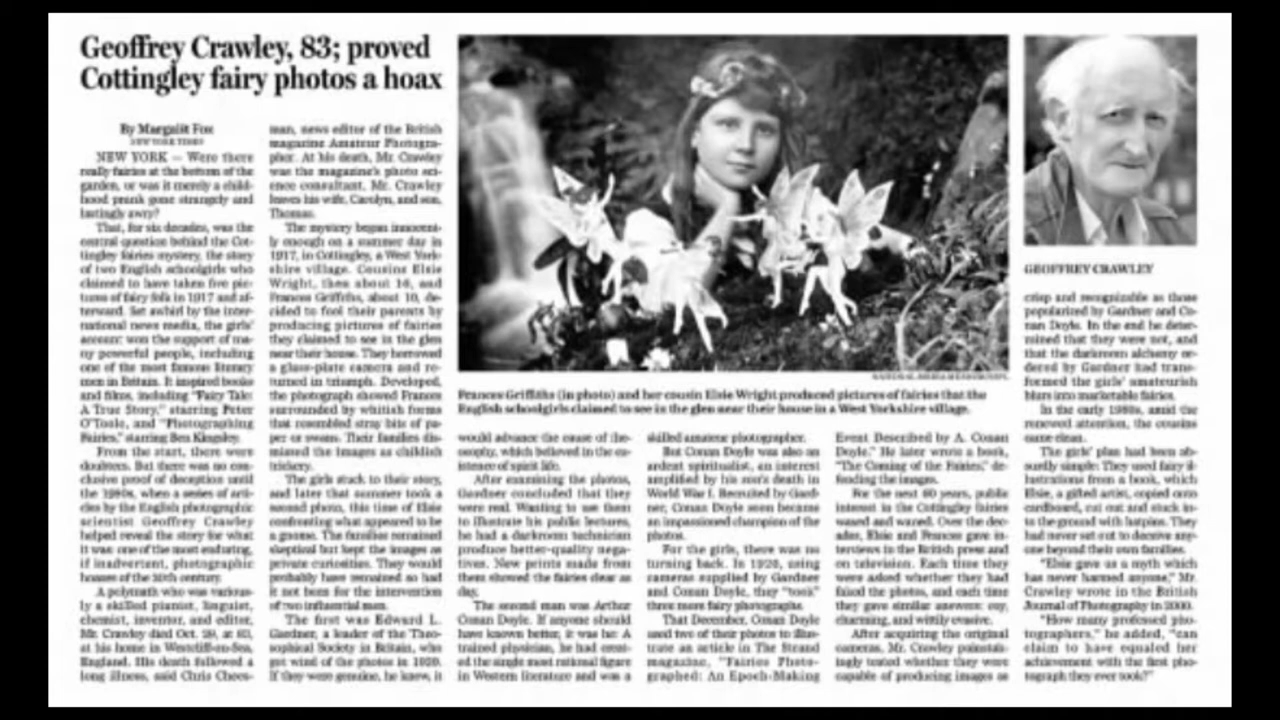 Geoffrey Crawley, 83; proved
Cottingley fairy photos a hoax
By Margalit Fox
NEW YORK TIMES
NEW YORK — Were there
really fairies at the bottom of the
garden, or was it merely a child-
hood prank gone strangely and
lastingly awry?
That, for six decades, was the
central question behind the Cot-
tingley fairies mystery, the story
of two English schoolgirls who
claimed to have taken five pic-
tures of fairy folk in 1917 and af-
terward. Set awhirl by the inter-
national news media, the girls'
account won the support of ma-
ny powerful people, including
one of the most famous literary
men in Britain. It inspired books
and films, including "Fairy Tale:
A True Story," starring Peter
O'Toole, and "Photographing
Fairies," starring Ben Kingsley.
From the start, there were
doubters. But there was no con-
clusive proof of deception until
the 1980s, when a series of arti-
cles by the English photographic
scientist Geoffrey Crawley
helped reveal the story for what
it was: one of the most enduring,
if inadvertent, photographic
hoaxes of the 20th century.
A polymath who was various-
ly a skilled pianist, linguist,
chemist, inventor, and editor,
Mr. Crawley died Oct. 29, at 83,
at his home in Westcliff-on-Sea,
England. His death followed a
long illness, said Chris Chees-
man, news editor of the British
magazine Amateur Photogra-
pher. At his death, Mr. Crawley
was the magazine's photo sci-
ence consultant. Mr. Crawley
leaves his wife, Carolyn, and son,
Thomas.
The mystery began innocent-
ly enough on a summer day in
1917, in Cottingley, a West York-
shire village. Cousins Elsie
Wright, then about 16, and
Frances Griffiths, about 10, de-
cided to fool their parents by
producing pictures of fairies
they claimed to see in the glen
near their house. They borrowed
a glass-plate camera and re-
turned in triumph. Developed,
the photograph showed Frances
surrounded by whitish forms
that resembled stray bits of pa-
per or swans. Their families dis-
missed the images as childish
trickery.
The girls stuck to their story,
and later that summer took a
second photo, this time of Elsie
confronting what appeared to be
a gnome. The families remained
skeptical but kept the images as
private curiosities. They would
probably have remained so had
it not been for the intervention
of two influential men.
The first was Edward L.
Gardner, a leader of the Theo-
sophical Society in Britain, who
got wind of the photos in 1920.
If they were genuine, he knew, it
Frances Griffiths (in photo) and her cousin Elsie Wright produced pictures of fairies that the
English schoolgirls claimed to see in the glen near their house in a West Yorkshire village.
would advance the cause of the-
osophy, which believed in the ex-
istence of spirit life.
After examining the photos,
Gardner concluded that they
were real. Wanting to use them
to illustrate his public lectures,
he had a darkroom technician
produce better-quality nega-
tives. New prints made from
them showed the fairies clear as
day.
The second man was Arthur
Conan Doyle. If anyone should
have known better, it was he: A
trained physician, he had creat-
ed the single most rational figure
in Western literature and was a
skilled amateur photographer.
But Conan Doyle was also an
ardent spiritualist, an interest
amplified by his son's death in
World War I. Recruited by Gard-
ner, Conan Doyle soon became
an impassioned champion of the
photos.
For the girls, there was no
turning back. In 1920, using
cameras supplied by Gardner
and Conan Doyle, they "took"
three more fairy photographs.
That December, Conan Doyle
used two of their photos to illus-
trate an article in The Strand
magazine, "Fairies Photo-
graphed: An Epoch-Making
Event Described by A. Conan
Doyle." He later wrote a book,
"The Coming of the Fairies," de-
fending the images.
For the next 60 years, public
interest in the Cottingley fairies
waxed and waned. Over the dec-
ades, Elsie and Frances gave in-
terviews in the British press and
on television. Each time they
were asked whether they had
faked the photos, and each time
they gave similar answers: coy,
charming, and wittily evasive.
After acquiring the original
cameras, Mr. Crawley painstak-
ingly tested whether they were
capable of producing images as
GEOFFREY CRAWLEY
crisp and recognizable as those
popularized by Gardner and Co-
nan Doyle. In the end he deter-
mined that they were not, and
that the darkroom alchemy or-
dered by Gardner had trans-
formed the girls' amateurish
blurs into marketable fairies.
In the early 1980s, amid the
renewed attention, the cousins
came clean.
The girls' plan had been ab-
surdly simple: They used fairy il-
lustrations from a book, which
Elsie, a gifted artist, copied onto
cardboard, cut out and stuck in-
to the ground with hatpins. They
had never set out to deceive any-
one beyond their own families.
"Elsie gave us a myth which
has never harmed anyone," Mr.
Crawley wrote in the British
Journal of Photography in 2000.
"How many professed pho-
tographers," he added, "can
claim to have equaled her
achievement with the first pho-
tograph they ever took?"